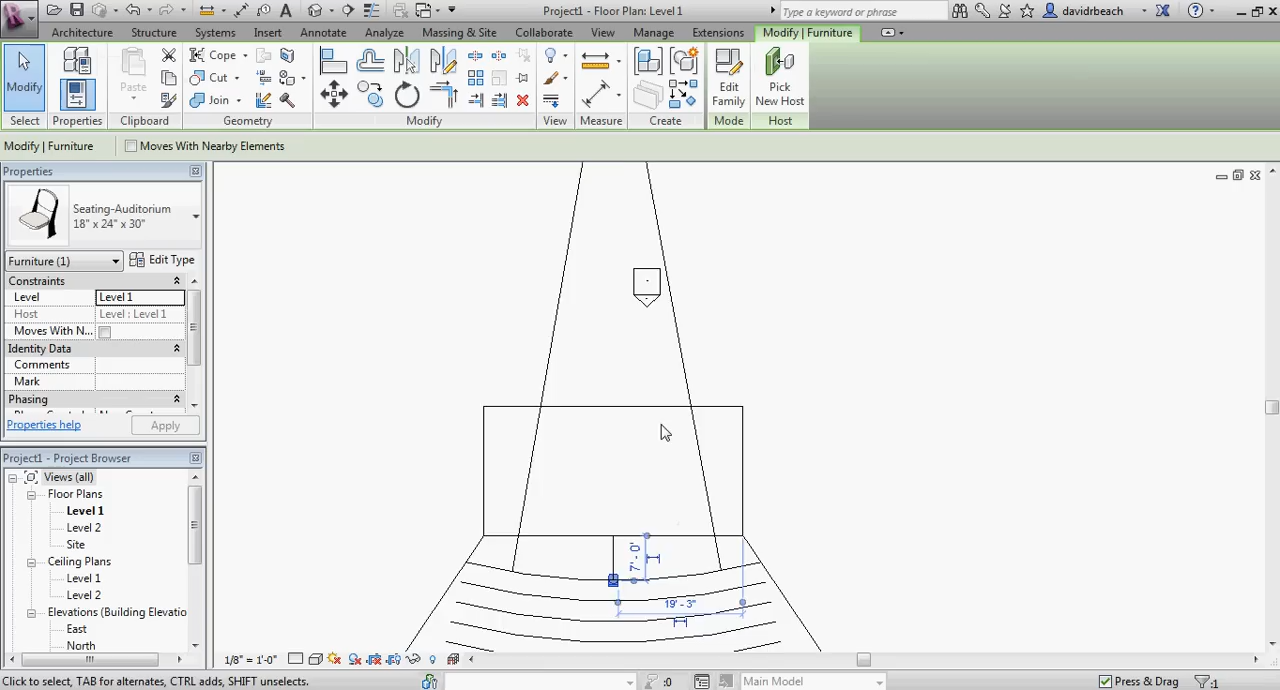 Project1 - Floor Plan: Level 1
Type a keyword or phrase
davidrbeach
Architecture Structure Systems Insert Annotate Analyze Massing & Site Collaborate View Manage Extensions Modify | Furniture
Modify
Properties
Paste
Cope
Cut
Join
Edit Family
Pick New Host
Select Properties Clipboard Geometry Modify View Measure Create Mode Host
Modify | Furniture
Moves With Nearby Elements
Properties
Seating-Auditorium
18" x 24" x 30"
Furniture (1)
Edit Type
Constraints
Level Level 1
Host Level : Level 1
Moves With N...
Identity Data
Comments
Mark
Phasing
Properties help
Apply
Project1 - Project Browser
Views (all)
Floor Plans
Level 1
Level 2
Site
Ceiling Plans
Level 1
Level 2
Elevations (Building Elevatio
East
North
7' - 0"
19' - 3"
1/8" = 1'-0"
Click to select, TAB for alternates, CTRL adds, SHIFT unselects.
:0
Main Model
Press & Drag
:1